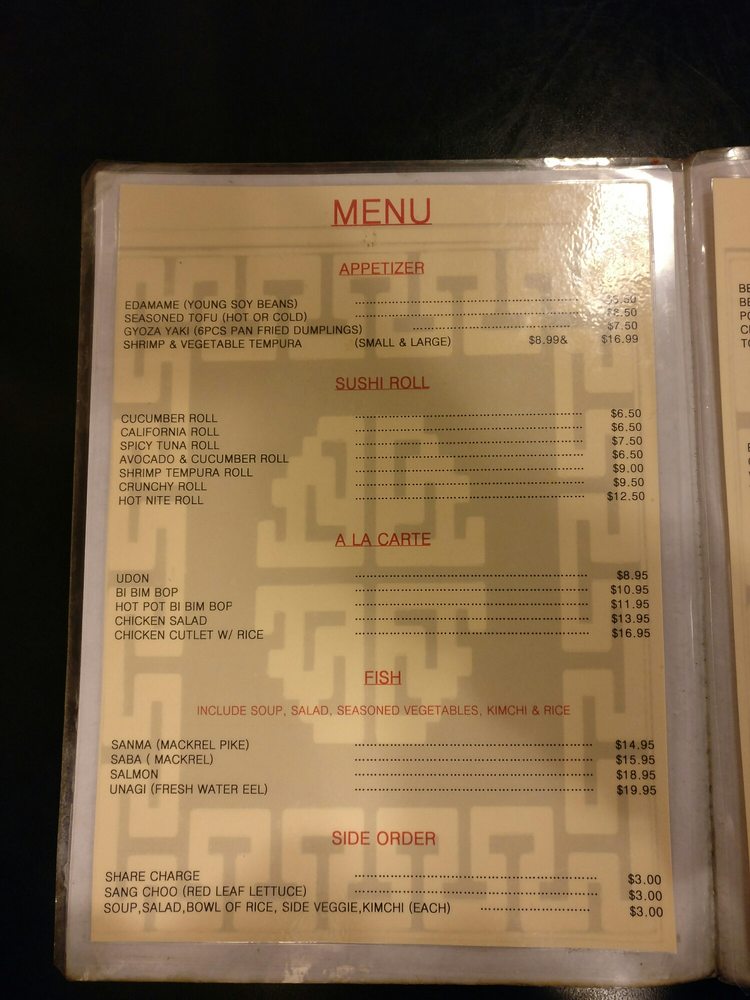 MENU
APPETIZER
EDAMAME (YOUNG SOY BEANS) $5.50
SEASONED TOFU (HOT OR COLD) $8.50
GYOZA YAKI (6PCS PAN FRIED DUMPLINGS) $7.50
SHRIMP & VEGETABLE TEMPURA (SMALL & LARGE) $8.99& $16.99
SUSHI ROLL
CUCUMBER ROLL $6.50
CALIFORNIA ROLL $6.50
SPICY TUNA ROLL $7.50
AVOCADO & CUCUMBER ROLL $6.50
SHRIMP TEMPURA ROLL $9.00
CRUNCHY ROLL $9.50
HOT NITE ROLL $12.50
A LA CARTE
UDON $8.95
BI BIM BOP $10.95
HOT POT BI BIM BOP $11.95
CHICKEN SALAD $13.95
CHICKEN CUTLET W/ RICE $16.95
FISH
INCLUDE SOUP, SALAD, SEASONED VEGETABLES, KIMCHI & RICE
SANMA (MACKREL PIKE) $14.95
SABA ( MACKREL) $15.95
SALMON $18.95
UNAGI (FRESH WATER EEL) $19.95
SIDE ORDER
SHARE CHARGE $3.00
SANG CHOO (RED LEAF LETTUCE) $3.00
SOUP,SALAD,BOWL OF RICE, SIDE VEGGIE,KIMCHI (EACH) $3.00